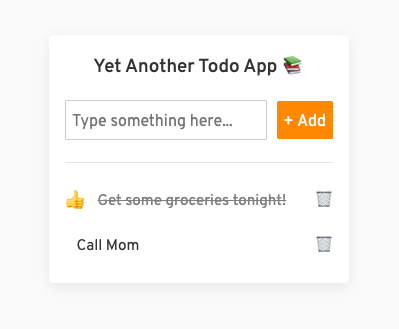 Yet Another Todo App 📚
Type something here...
+ Add
👍 Get some groceries tonight! 🗑️
Call Mom 🗑️